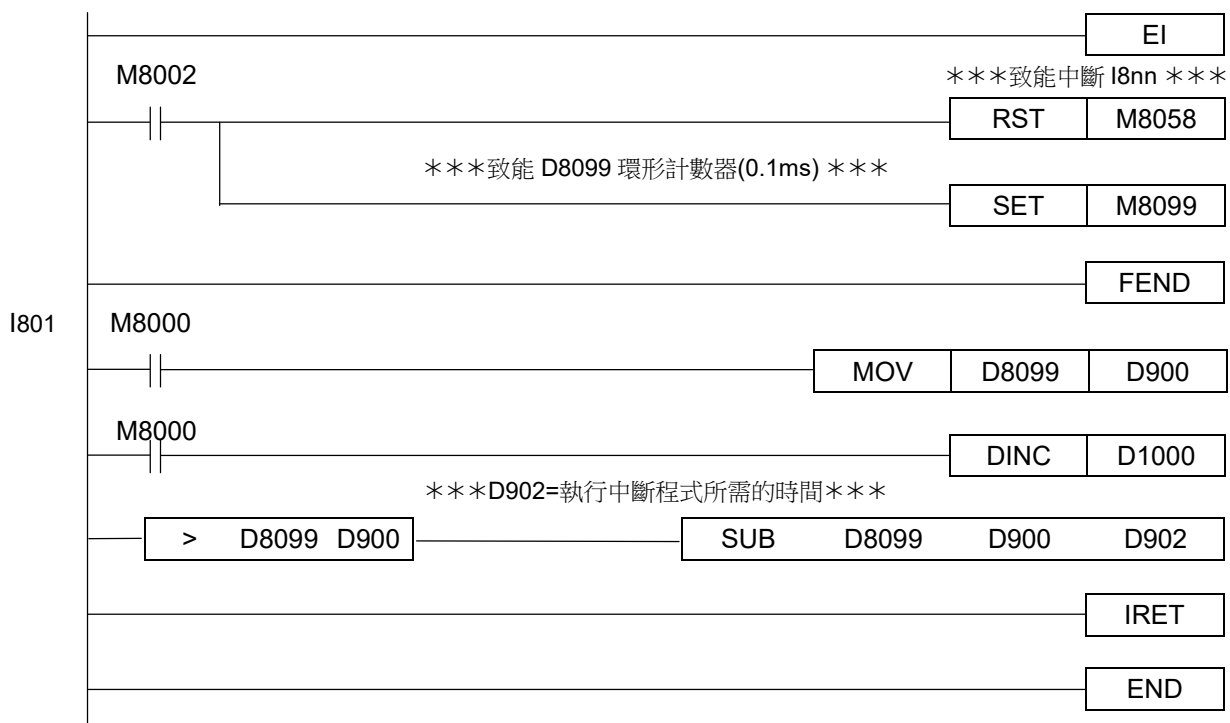 EI
M8002
＊＊＊致能中斷 I8nn ＊＊＊
RST M8058
＊＊＊致能 D8099 環形計數器(0.1ms) ＊＊＊
SET M8099
FEND
I801 M8000
MOV D8099 D900
M8000
DINC D1000
＊＊＊D902=執行中斷程式所需的時間＊＊＊
> D8099 D900 SUB D8099 D900 D902
IRET
END